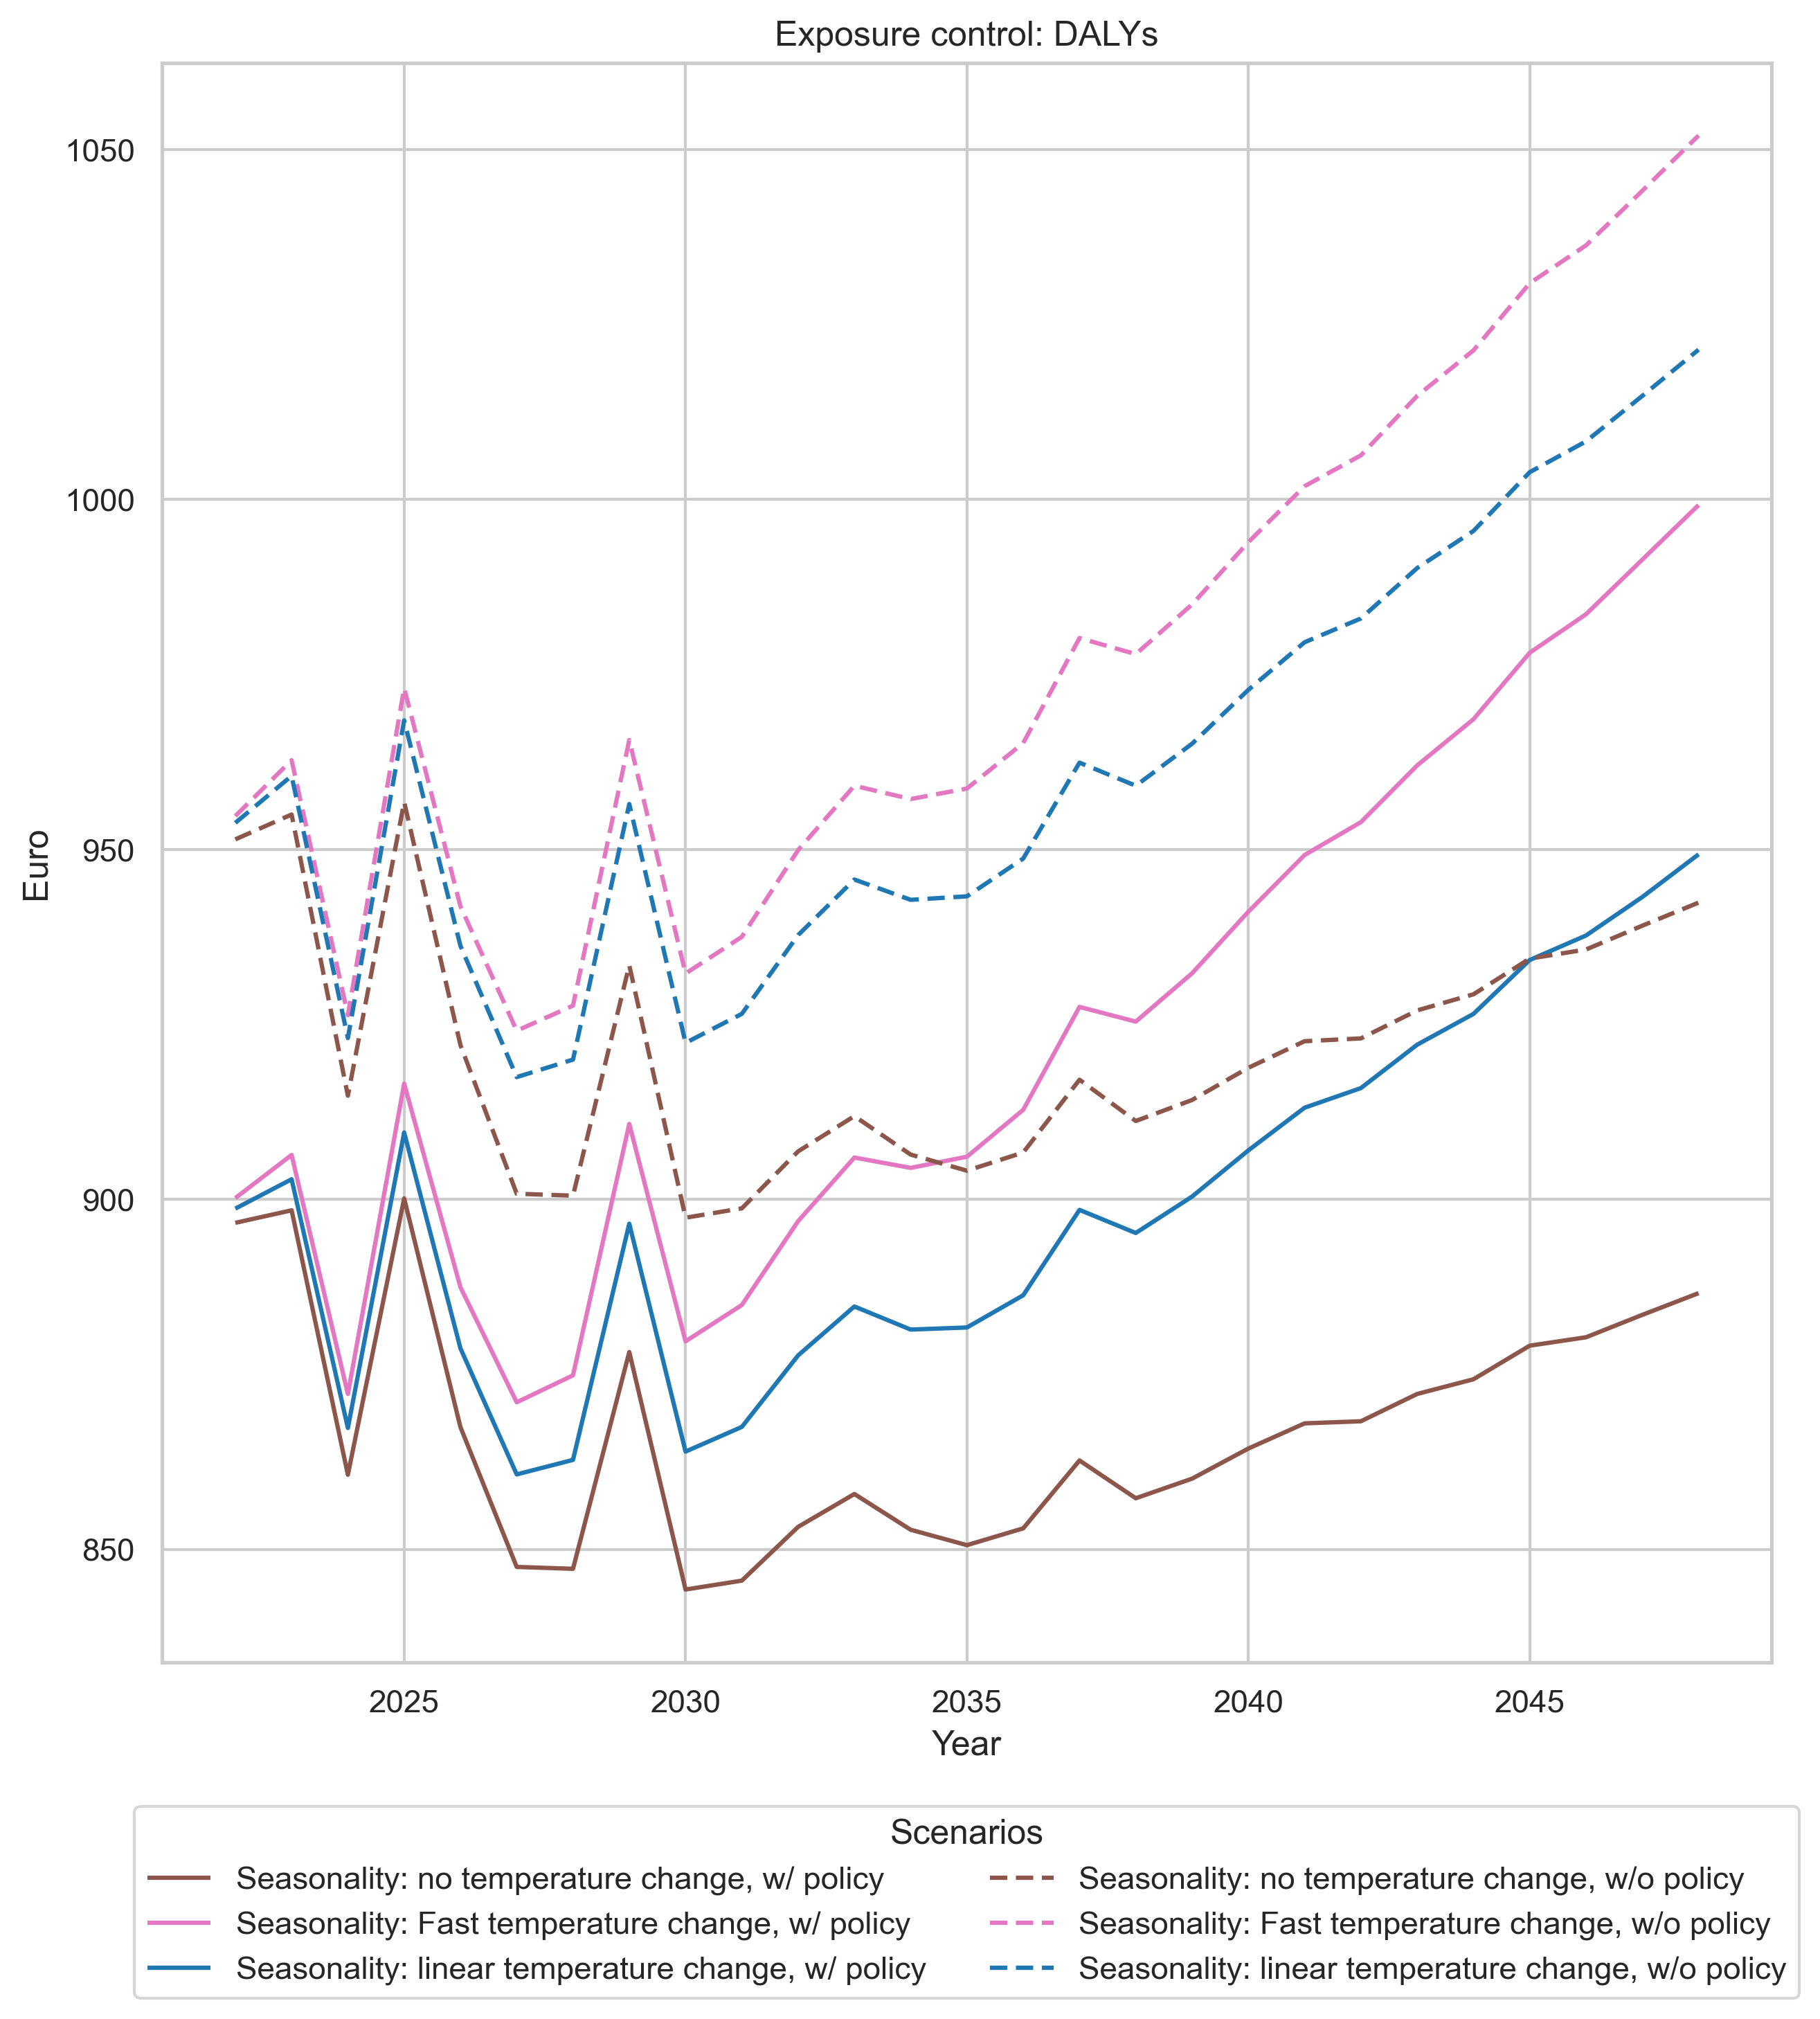 Exposure control: DALYs
1050
1000
950
900
850
Euro
2025 2030 2035 2040 2045
Year
Scenarios
Seasonality: no temperature change, w/ policy
Seasonality: Fast temperature change, w/ policy
Seasonality: linear temperature change, w/ policy
Seasonality: no temperature change, w/o policy
Seasonality: Fast temperature change, w/o policy
Seasonality: linear temperature change, w/o policy